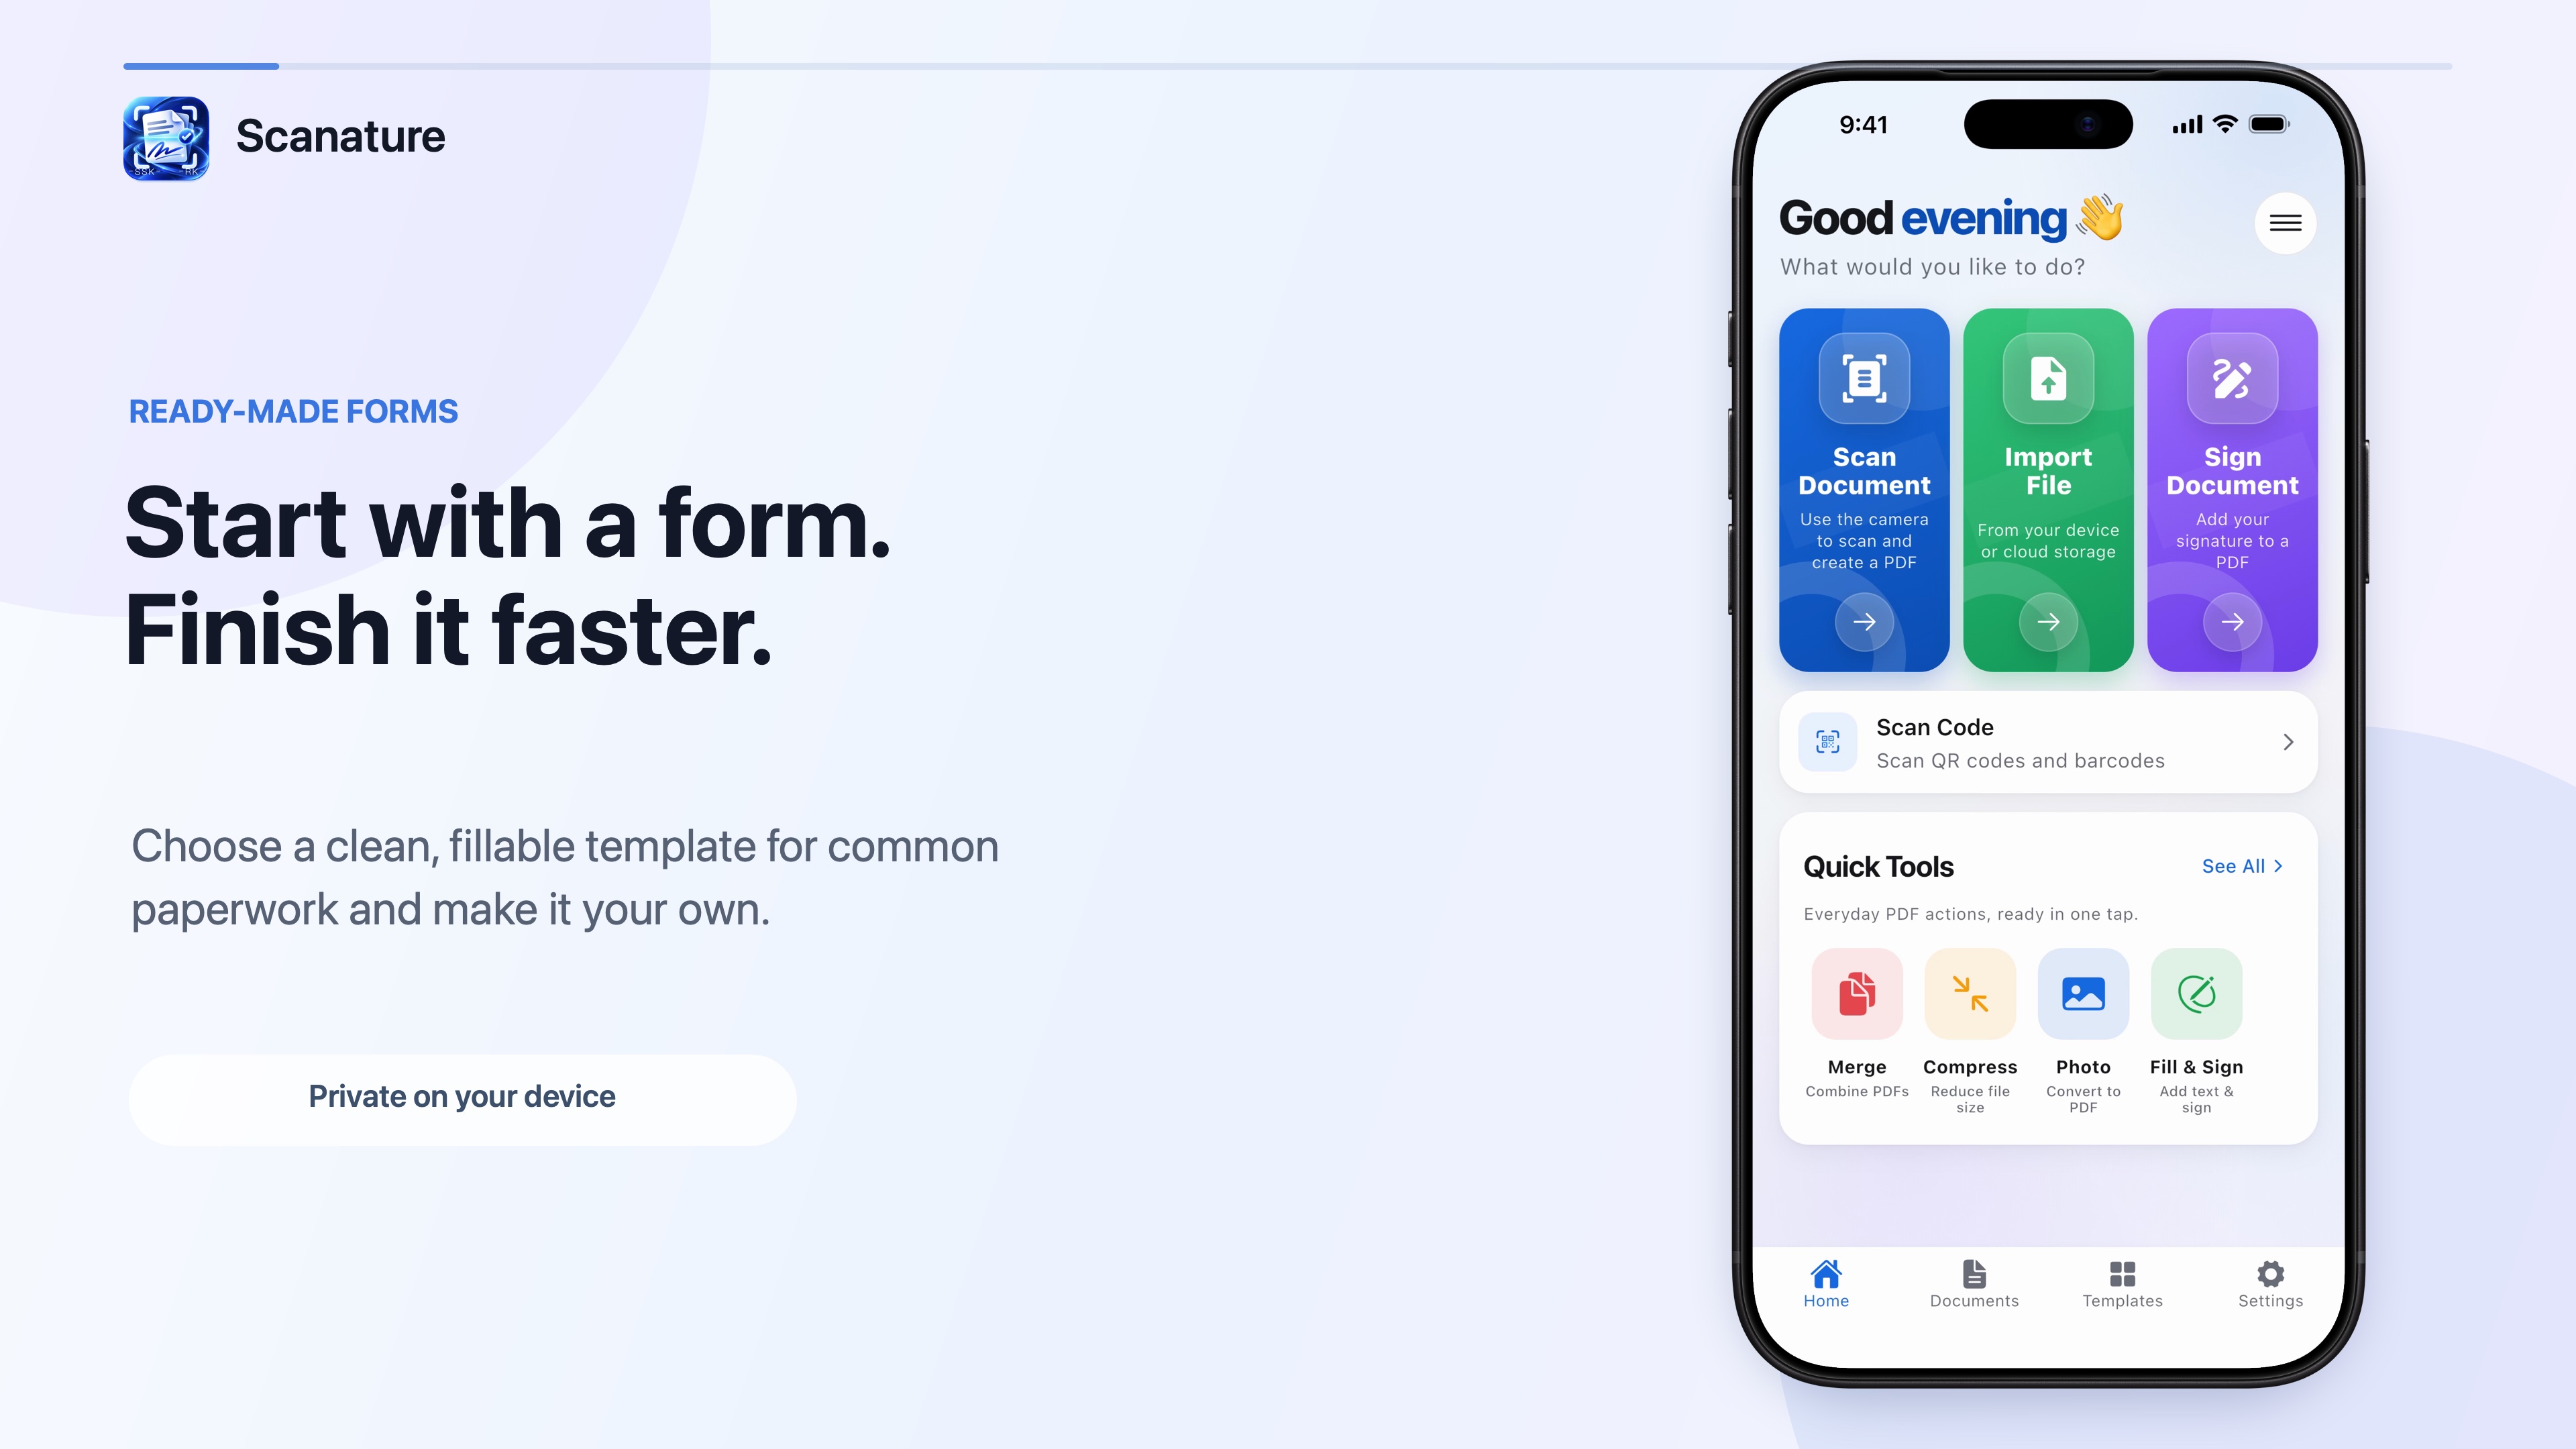 Scanature
SSK RK
READY-MADE FORMS
Start with a form.
Finish it faster.
Choose a clean, fillable template for common
paperwork and make it your own.
Private on your device
9:41
Good evening 👋
What would you like to do?
Scan
Document
Use the camera
to scan and
create a PDF
Import
File
From your device
or cloud storage
Sign
Document
Add your
signature to a
PDF
Scan Code
Scan QR codes and barcodes
Quick Tools
See All
Everyday PDF actions, ready in one tap.
Merge
Combine PDFs
Compress
Reduce file
size
Photo
Convert to
PDF
Fill & Sign
Add text &
sign
Home
Documents
Templates
Settings